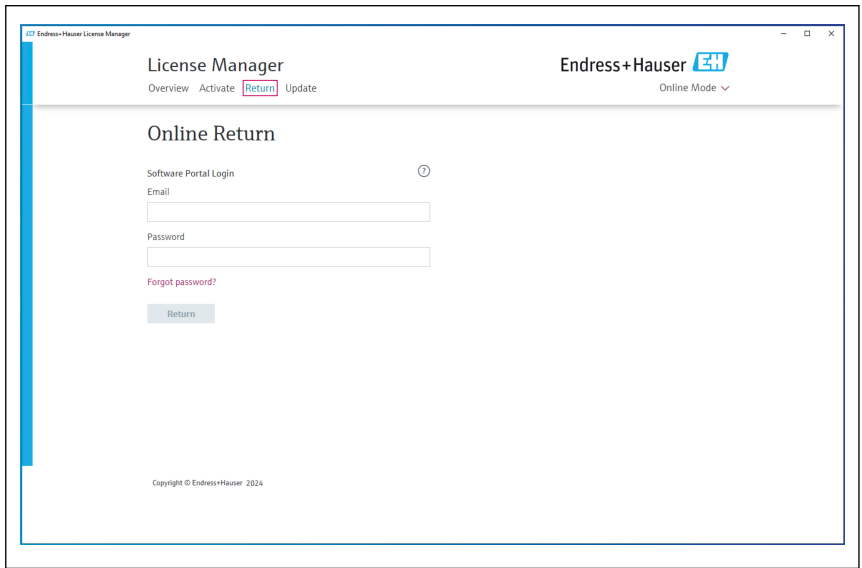 Endress+Hauser License Manager
License Manager
Endress+Hauser EH
Overview Activate Return Update
Online Mode
Online Return
Software Portal Login ?
Email
Password
Forgot password?
Return
Copyright © Endress+Hauser 2024